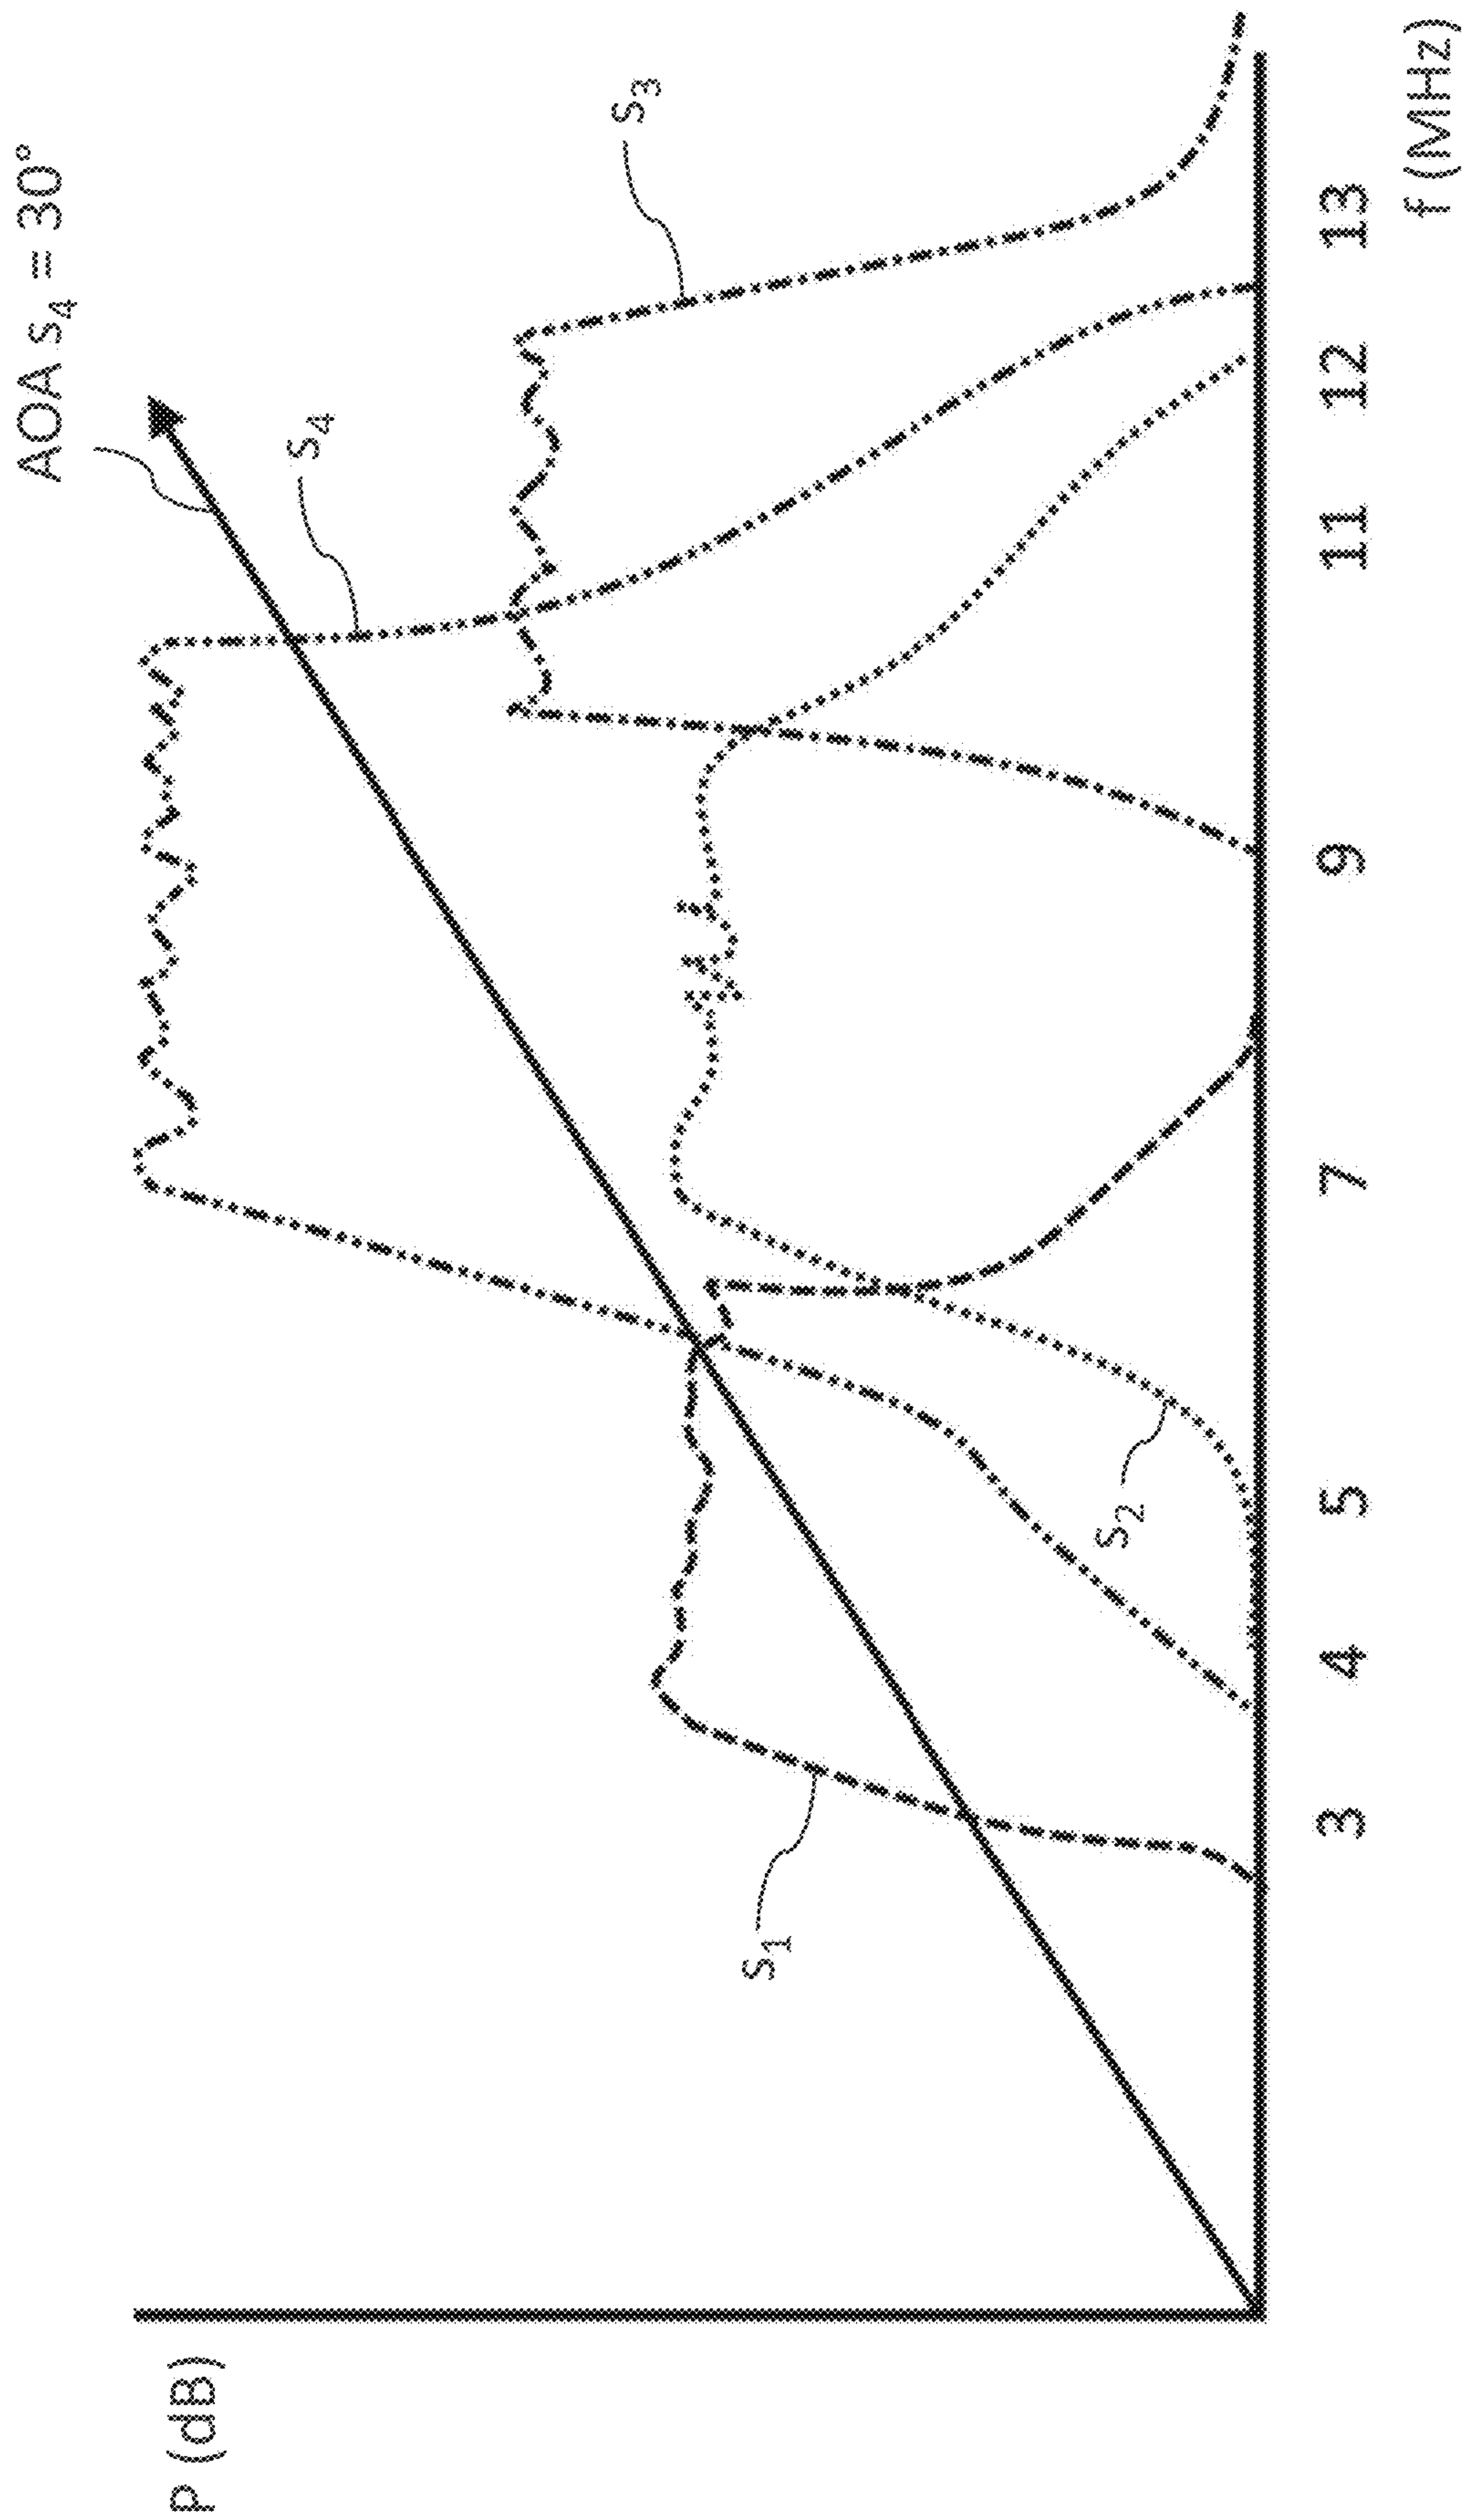 AOA s₄ = 30°
P (dB)
s₄
s₃
s₁
s₂
3 4 5 7 9 11 12 13
f (MHz)